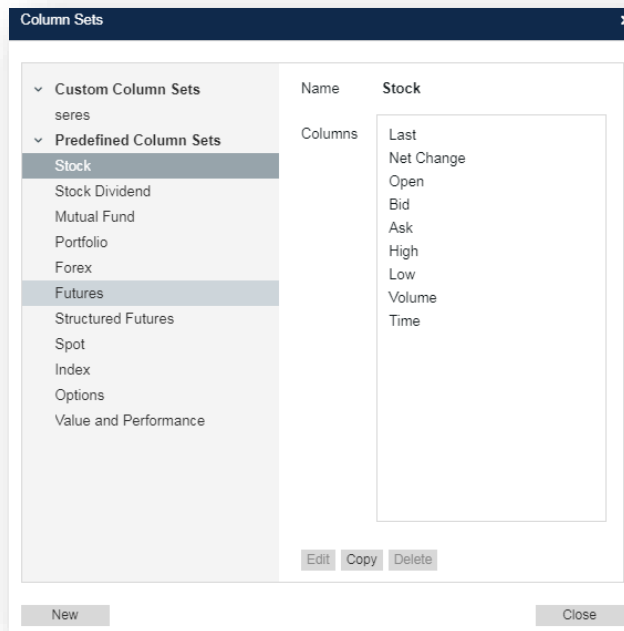 Column Sets
Custom Column Sets
seres
Predefined Column Sets
Stock
Stock Dividend
Mutual Fund
Portfolio
Forex
Futures
Structured Futures
Spot
Index
Options
Value and Performance
Name Stock
Columns
Last
Net Change
Open
Bid
Ask
High
Low
Volume
Time
Edit Copy Delete
New Close